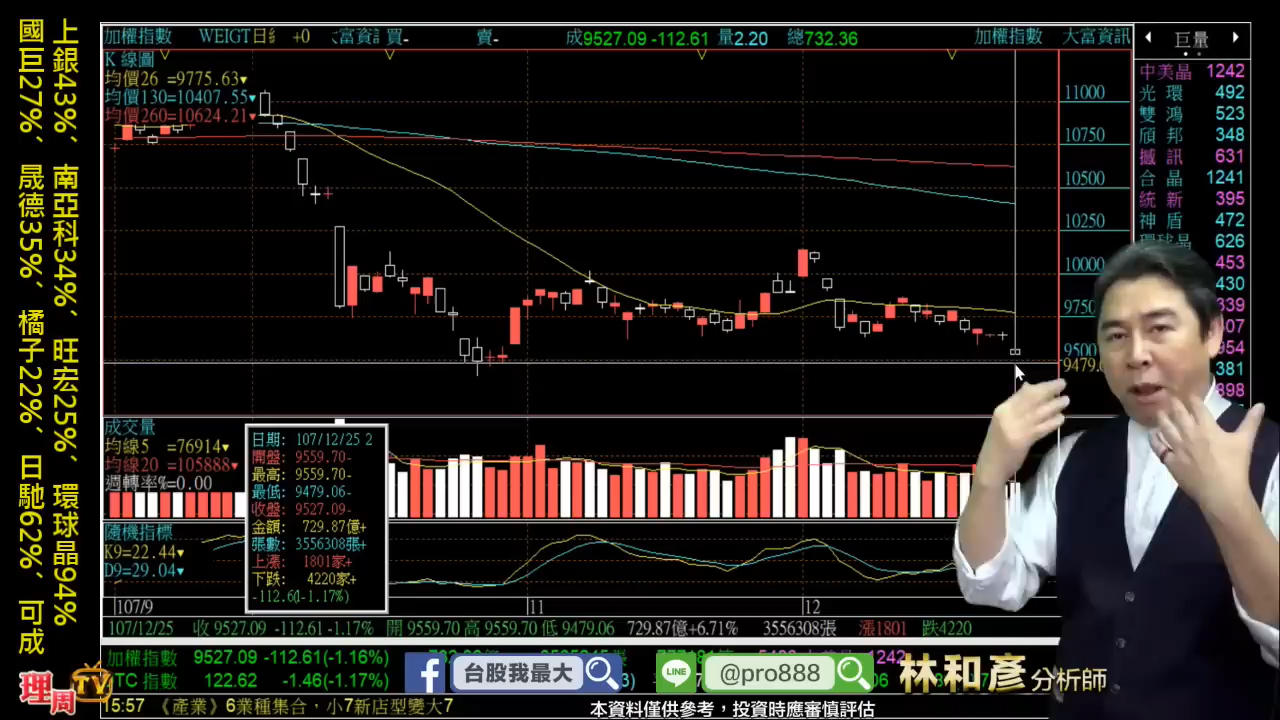 上銀43%、南亞科34%、旺宏25%、環球晶94%
國巨27%、晟德35%、橘子22%、日馳62%、可成
加權指數 WEIGT日線 +0 大富資訊 買- 賣- 成9527.09 -112.61 量2.20 總732.36 加權指數 大富資訊
K 線圖
均價26 =9775.63▼
均價130=10407.55▼
均價260=10624.21▼
11000
10750
10500
10250
10000
9750
9500
成交量
均線5 =76914▼
均線20 =105888▼
週轉率%=0.00
隨機指標
K9=22.44▼
D9=29.04▼
日期: 107/12/25 2
開盤: 9559.70-
最高: 9559.70-
最低: 9479.06-
收盤: 9527.09-
金額: 729.87億+
張數: 3556308張+
上漲: 1801家+
下跌: 4220家+
-112.61(-1.17%)
107/9 11 12
107/12/25 收 9527.09 -112.61 -1.17% 開 9559.70 高 9559.70 低 9479.06 729.87億+6.71% 3556308張 漲1801 跌4220
巨量
中美晶 1242
光環 492
雙鴻 523
頎邦 348
撼訊 631
合晶 1241
統新 395
神盾 472
環球晶 626
453
430
954
381
898
加權指數 9527.09 -112.61(-1.16%)
OTC 指數 122.62 -1.46(-1.17%)
台股我最大
LINE @pro888
林和彥 分析師
理周TV
15:57 《產業》6業種集合，小7新店型變大7
本資料僅供參考，投資時應審慎評估